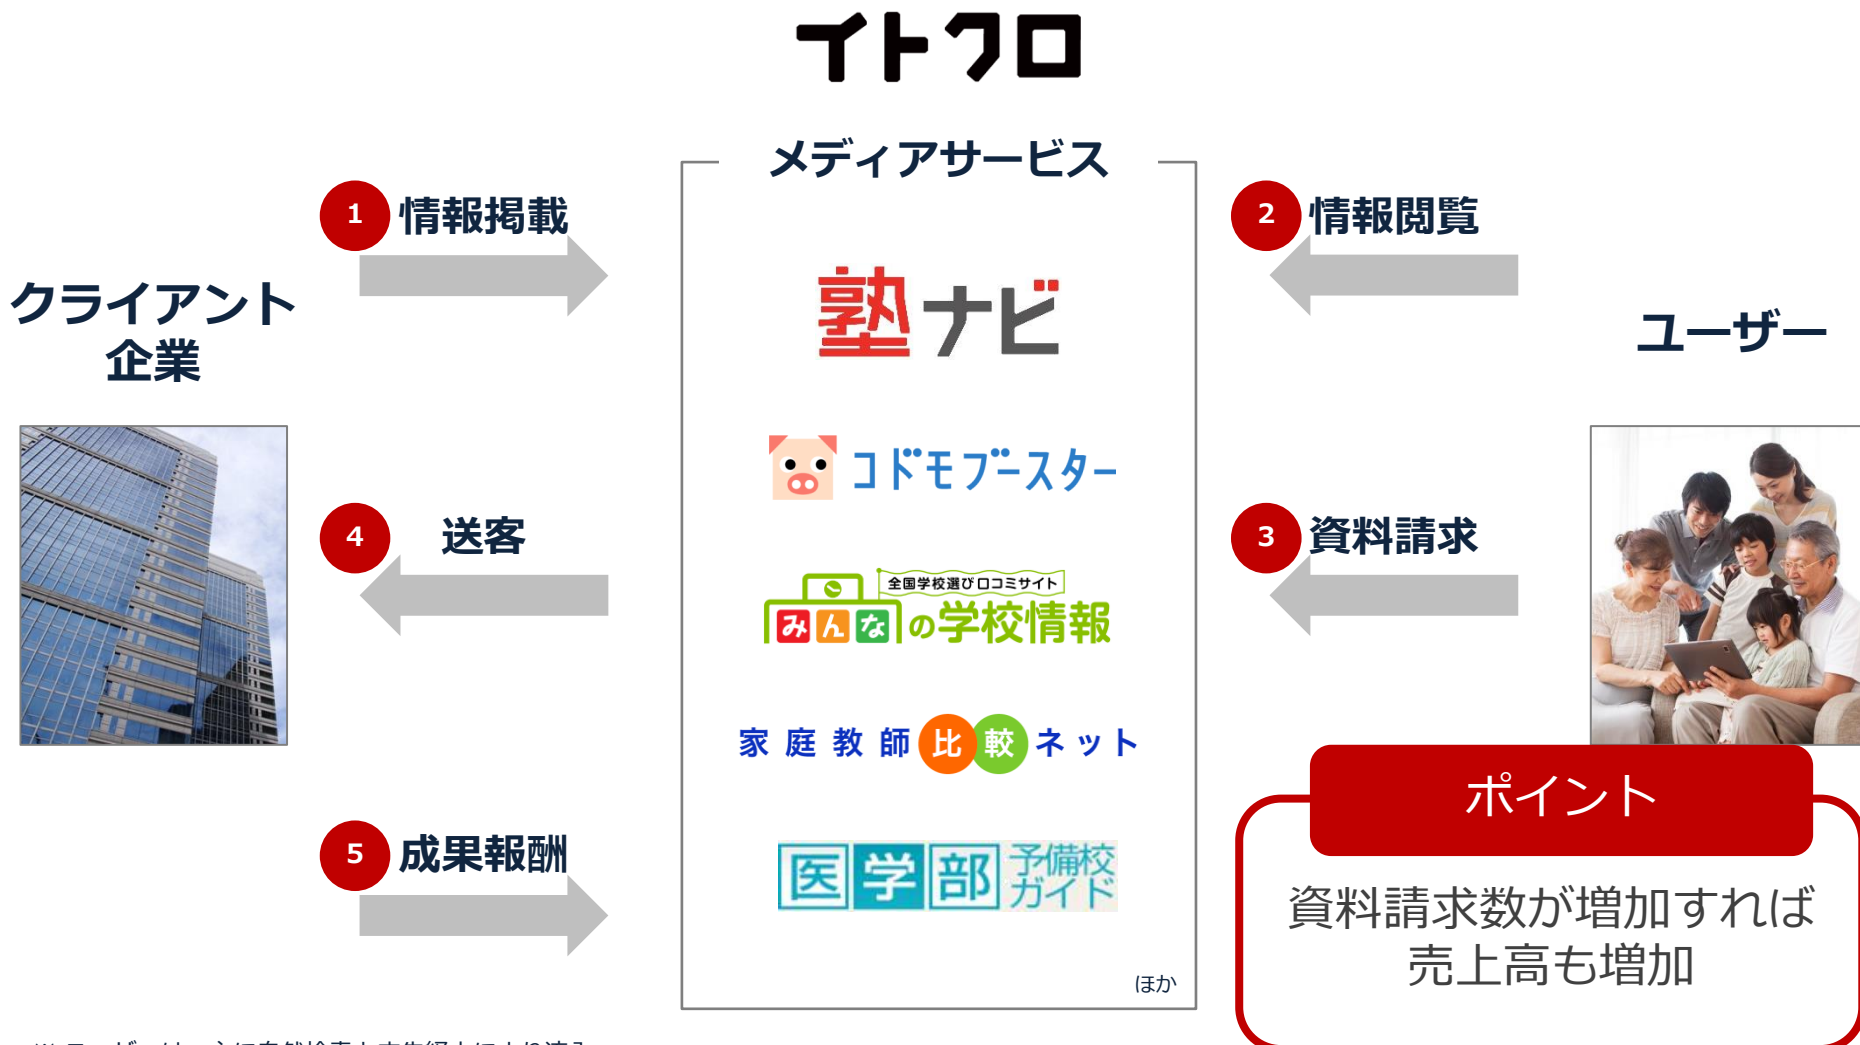 イトクロ
メディアサービス
1 情報掲載
2 情報閲覧
クライアント
企業
塾ナビ
ユーザー
コドモブースター
4 送客
3 資料請求
全国学校選び口コミサイト
みんなの学校情報
家庭教師比較ネット
ポイント
5 成果報酬
医学部予備校
ガイド
資料請求数が増加すれば
売上高も増加
ほか